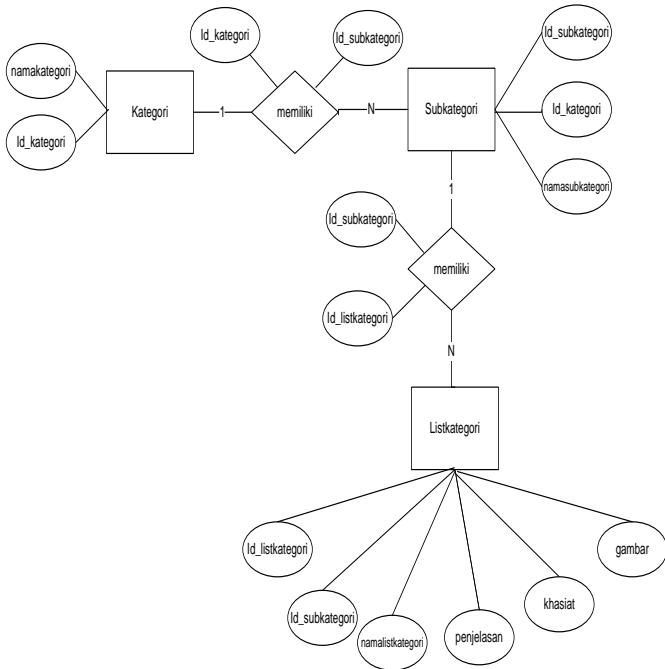 Id_kategori
Id_subkategori
Id_subkategori
namakategori
Kategori
1
memiliki
N
Subkategori
Id_kategori
Id_kategori
namasubkategori
1
Id_subkategori
memiliki
Id_listkategori
N
Listkategori
Id_listkategori
gambar
Id_subkategori
khasiat
namalistkategori
penjelasan